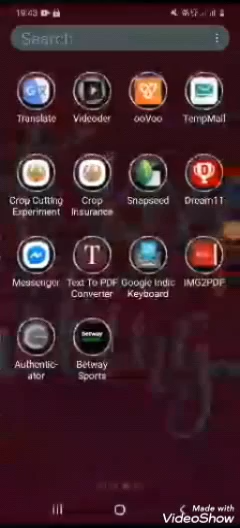 19:43
Search
Translate
Videoder
ooVoo
TempMail
Crop Cutting
Experiment
Crop
Insurance
Snapseed
Dream11
Messenger
Text To PDF
Converter
Google Indic
Keyboard
IMG2PDF
Authentic-
ator
Betway
Sports
Made with
VideoShow